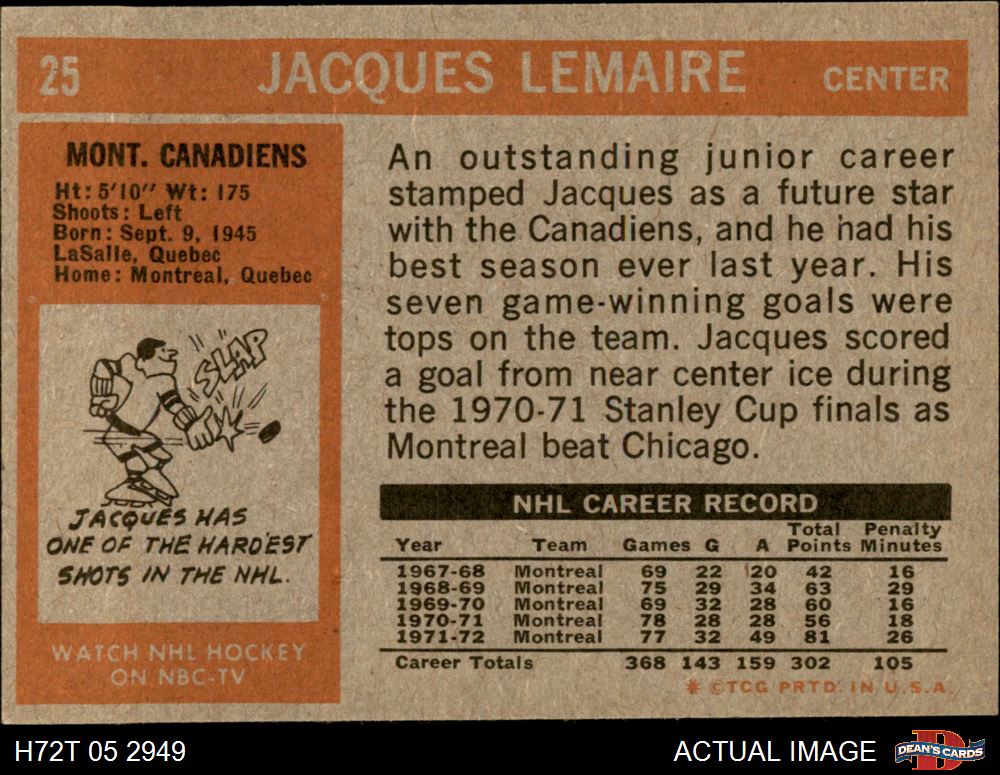 25 JACQUES LEMAIRE CENTER
MONT. CANADIENS
Ht: 5'10" Wt: 175
Shoots: Left
Born: Sept. 9, 1945
LaSalle, Quebec
Home: Montreal, Quebec
SLAP
JACQUES HAS
ONE OF THE HARDEST
SHOTS IN THE NHL.
WATCH NHL HOCKEY
ON NBC-TV
An outstanding junior career
stamped Jacques as a future star
with the Canadiens, and he had his
best season ever last year. His
seven game-winning goals were
tops on the team. Jacques scored
a goal from near center ice during
the 1970-71 Stanley Cup finals as
Montreal beat Chicago.
NHL CAREER RECORD
Year Team Games G A Total Points Penalty Minutes
1967-68 Montreal 69 22 20 42 16
1968-69 Montreal 75 29 34 63 29
1969-70 Montreal 69 32 28 60 16
1970-71 Montreal 78 28 28 56 18
1971-72 Montreal 77 32 49 81 26
Career Totals 368 143 159 302 105
* ©TCG PRTD. IN U.S.A.
H72T 05 2949 ACTUAL IMAGE D DEAN'S CARDS